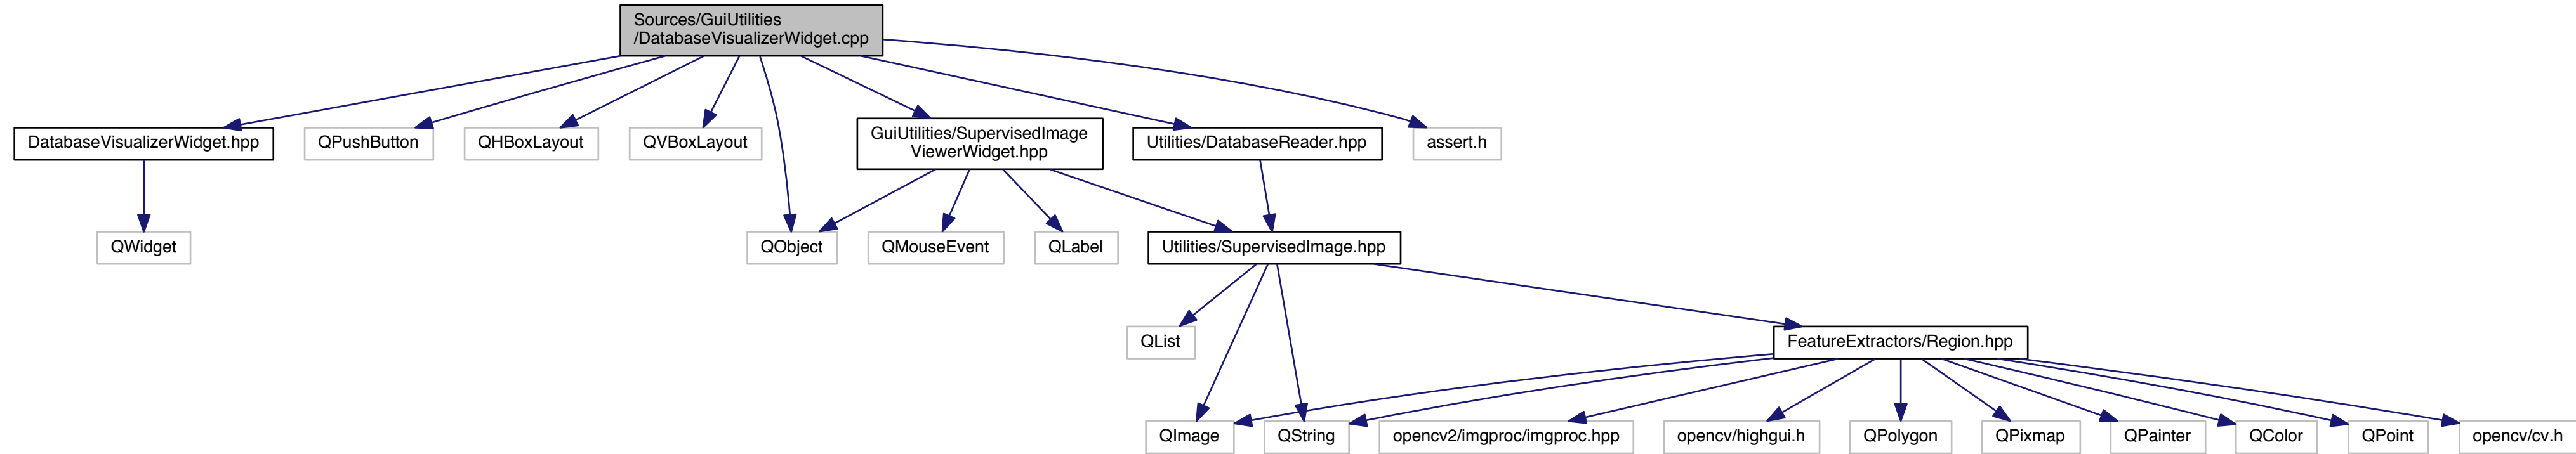 Sources/GuiUtilities
/DatabaseVisualizerWidget.cpp
DatabaseVisualizerWidget.hpp
QPushButton
QHBoxLayout
QVBoxLayout
GuiUtilities/SupervisedImage
ViewerWidget.hpp
Utilities/DatabaseReader.hpp
assert.h
QWidget
QObject
QMouseEvent
QLabel
Utilities/SupervisedImage.hpp
QList
FeatureExtractors/Region.hpp
QImage
QString
opencv2/imgproc/imgproc.hpp
opencv/highgui.h
QPolygon
QPixmap
QPainter
QColor
QPoint
opencv/cv.h